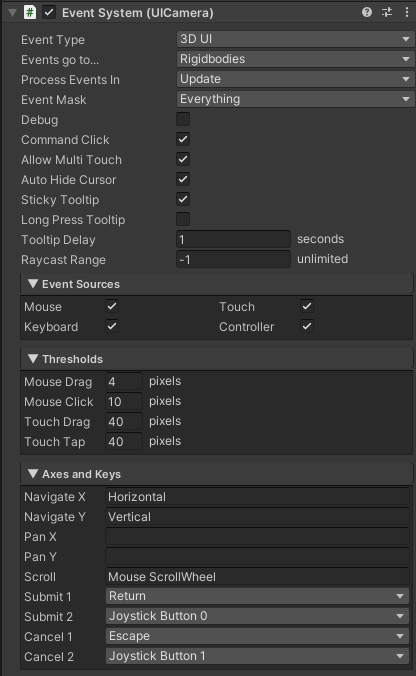 Event System (UICamera)
Event Type 3D UI
Events go to... Rigidbodies
Process Events In Update
Event Mask Everything
Debug
Command Click
Allow Multi Touch
Auto Hide Cursor
Sticky Tooltip
Long Press Tooltip
Tooltip Delay 1 seconds
Raycast Range -1 unlimited
Event Sources
Mouse Touch
Keyboard Controller
Thresholds
Mouse Drag 4 pixels
Mouse Click 10 pixels
Touch Drag 40 pixels
Touch Tap 40 pixels
Axes and Keys
Navigate X Horizontal
Navigate Y Vertical
Pan X
Pan Y
Scroll Mouse ScrollWheel
Submit 1 Return
Submit 2 Joystick Button 0
Cancel 1 Escape
Cancel 2 Joystick Button 1